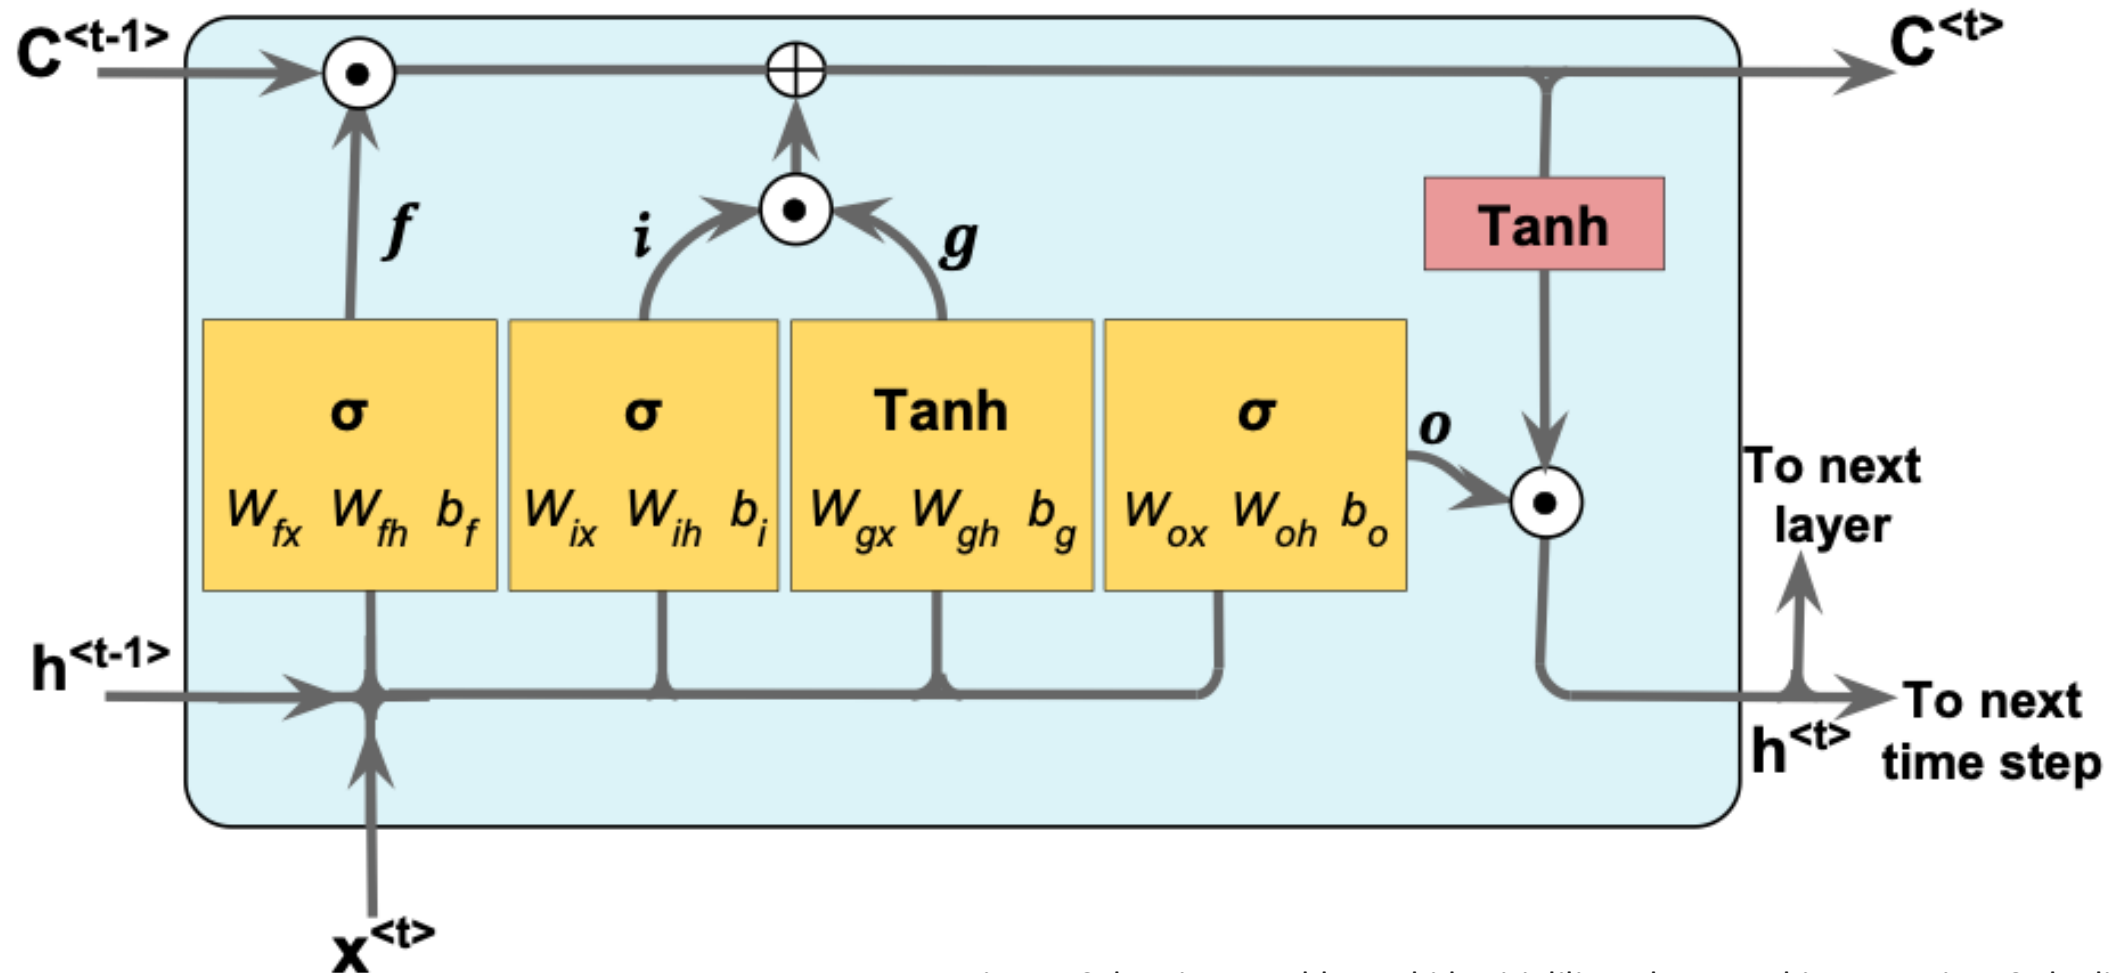 C<t-1>
C<t>
f
i
g
Tanh
σ
σ
Tanh
σ
o
W_fx W_fh b_f
W_ix W_ih b_i
W_gx W_gh b_g
W_ox W_oh b_o
To next
layer
h<t-1>
h<t>
To next
time step
x<t>